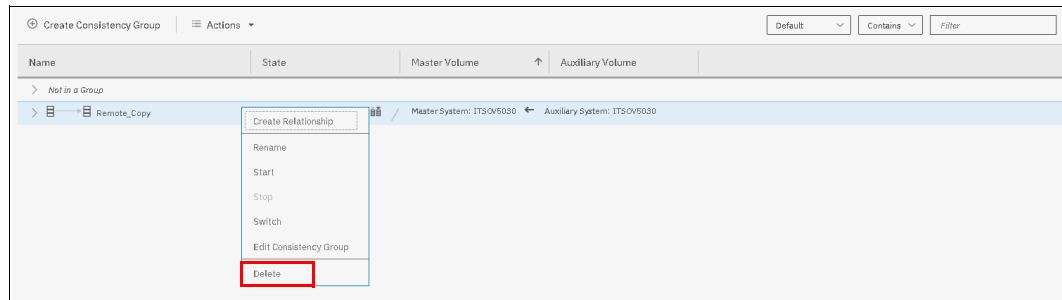 Create Consistency Group Actions Default Contains Filter
Name State Master Volume Auxiliary Volume
Not in a Group
Remote_Copy Master System: ITSOV5030 Auxiliary System: ITSOV5030
Create Relationship
Rename
Start
Stop
Switch
Edit Consistency Group
Delete